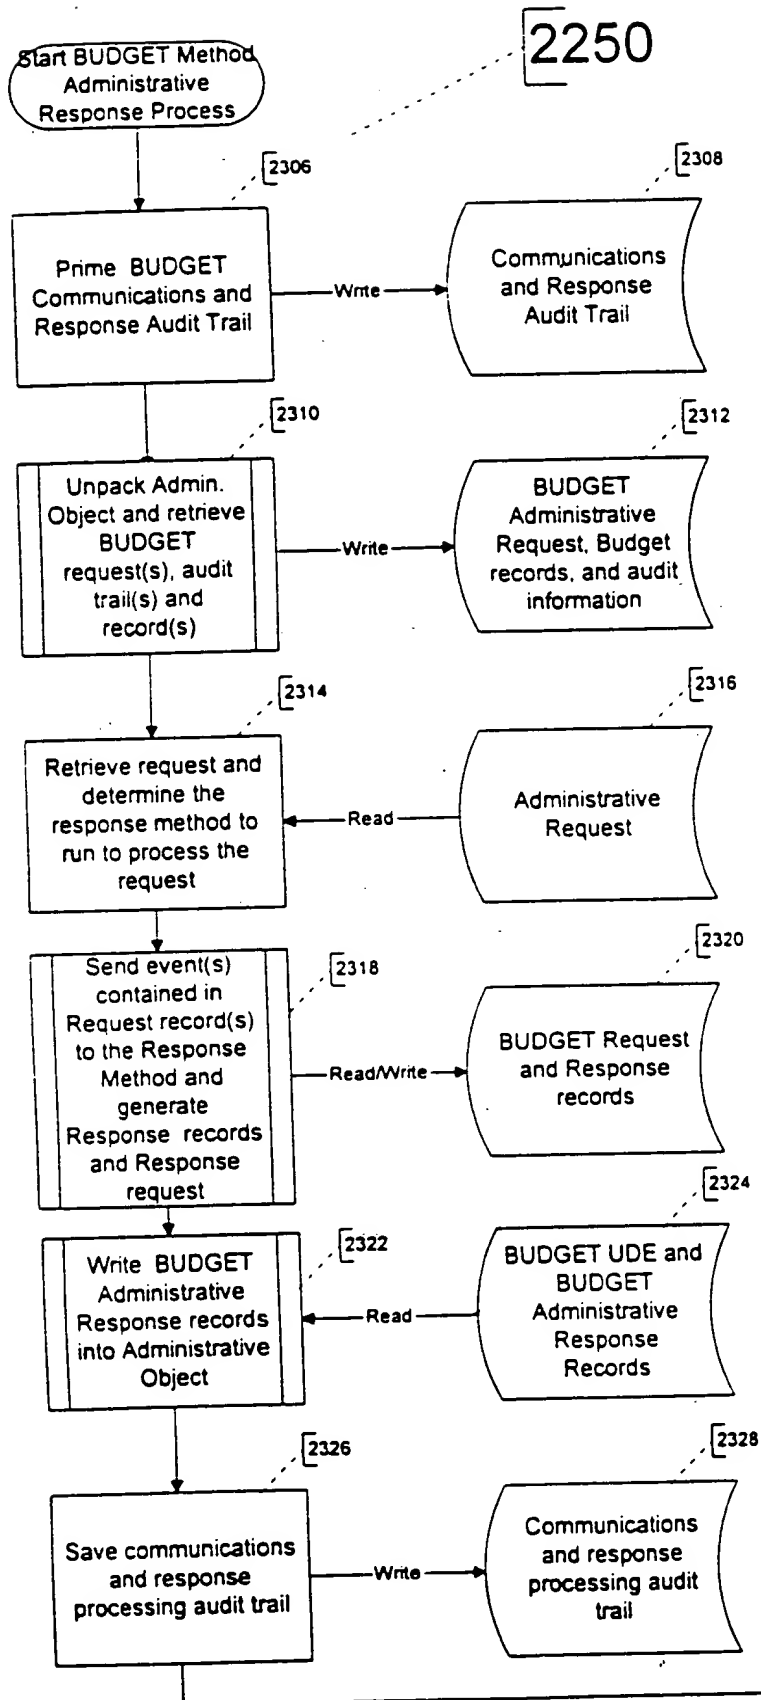 2250
Start BUDGET Method
Administrative
Response Process
2306
Prime BUDGET
Communications and
Response Audit Trail
Write
2308
Communications
and Response
Audit Trail
2310
Unpack Admin.
Object and retrieve
BUDGET
request(s), audit
trail(s) and
record(s)
Write
2312
BUDGET
Administrative
Request, Budget
records, and audit
information
2314
Retrieve request and
determine the
response method to
run to process the
request
Read
2316
Administrative
Request
2318
Send event(s)
contained in
Request record(s)
to the Response
Method and
generate
Response records
and Response
request
Read/Write
2320
BUDGET Request
and Response
records
2322
Write BUDGET
Administrative
Response records
into Administrative
Object
Read
2324
BUDGET UDE and
BUDGET
Administrative
Response
Records
2326
Save communications
and response
processing audit trail
Write
2328
Communications
and response
processing audit
trail